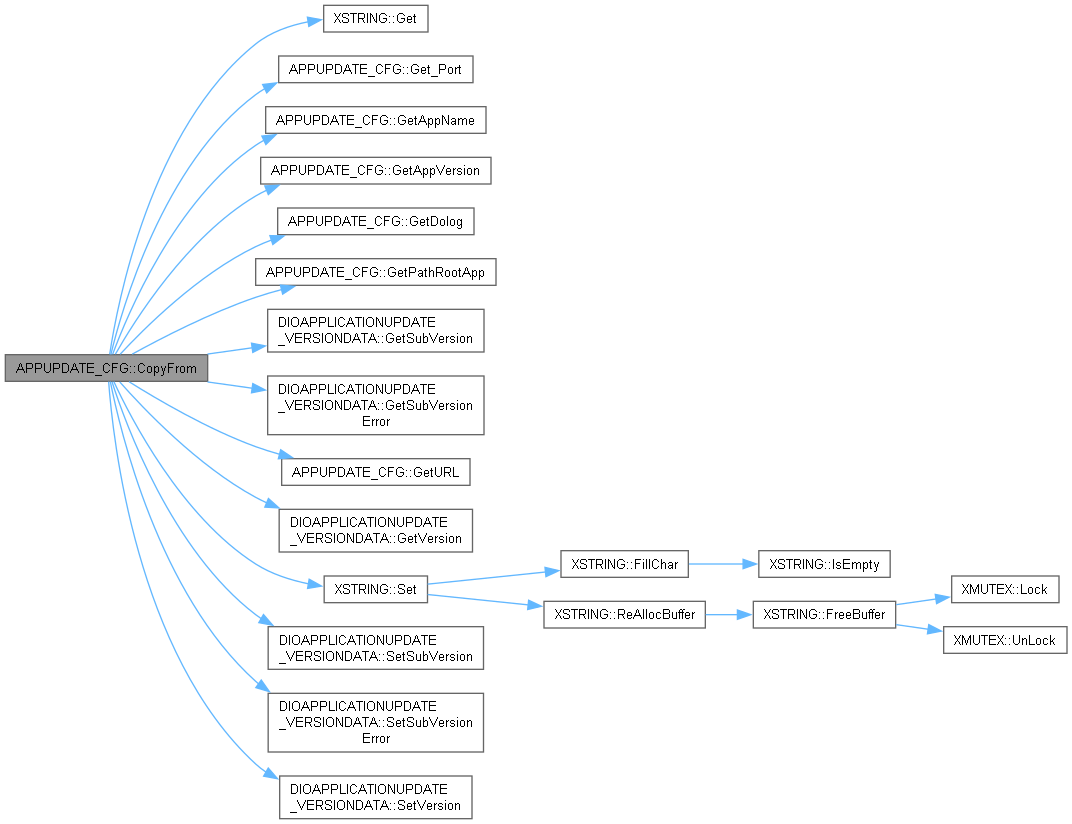 XSTRING::Get
APPUPDATE_CFG::Get_Port
APPUPDATE_CFG::GetAppName
APPUPDATE_CFG::GetAppVersion
APPUPDATE_CFG::GetDolog
APPUPDATE_CFG::GetPathRootApp
DIOAPPLICATIONUPDATE
_VERSIONDATA::GetSubVersion
APPUPDATE_CFG::CopyFrom
DIOAPPLICATIONUPDATE
_VERSIONDATA::GetSubVersion
Error
APPUPDATE_CFG::GetURL
DIOAPPLICATIONUPDATE
_VERSIONDATA::GetVersion
XSTRING::Set
XSTRING::FillChar
XSTRING::IsEmpty
XSTRING::ReAllocBuffer
XSTRING::FreeBuffer
XMUTEX::Lock
XMUTEX::UnLock
DIOAPPLICATIONUPDATE
_VERSIONDATA::SetSubVersion
DIOAPPLICATIONUPDATE
_VERSIONDATA::SetSubVersion
Error
DIOAPPLICATIONUPDATE
_VERSIONDATA::SetVersion